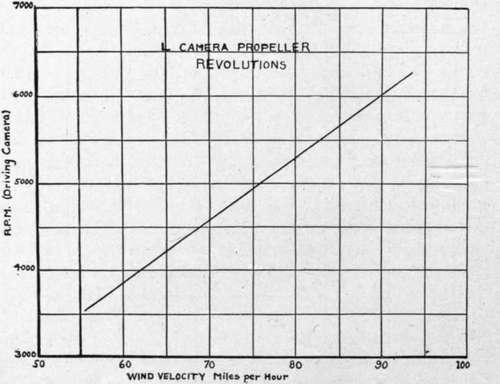 7000
L CAMERA PROPELLER
REVOLUTIONS
6000
R.P.M. (Driving Camera)
5000
4000
3000
50 60 70 80 90 100
WIND VELOCITY Miles per Hour